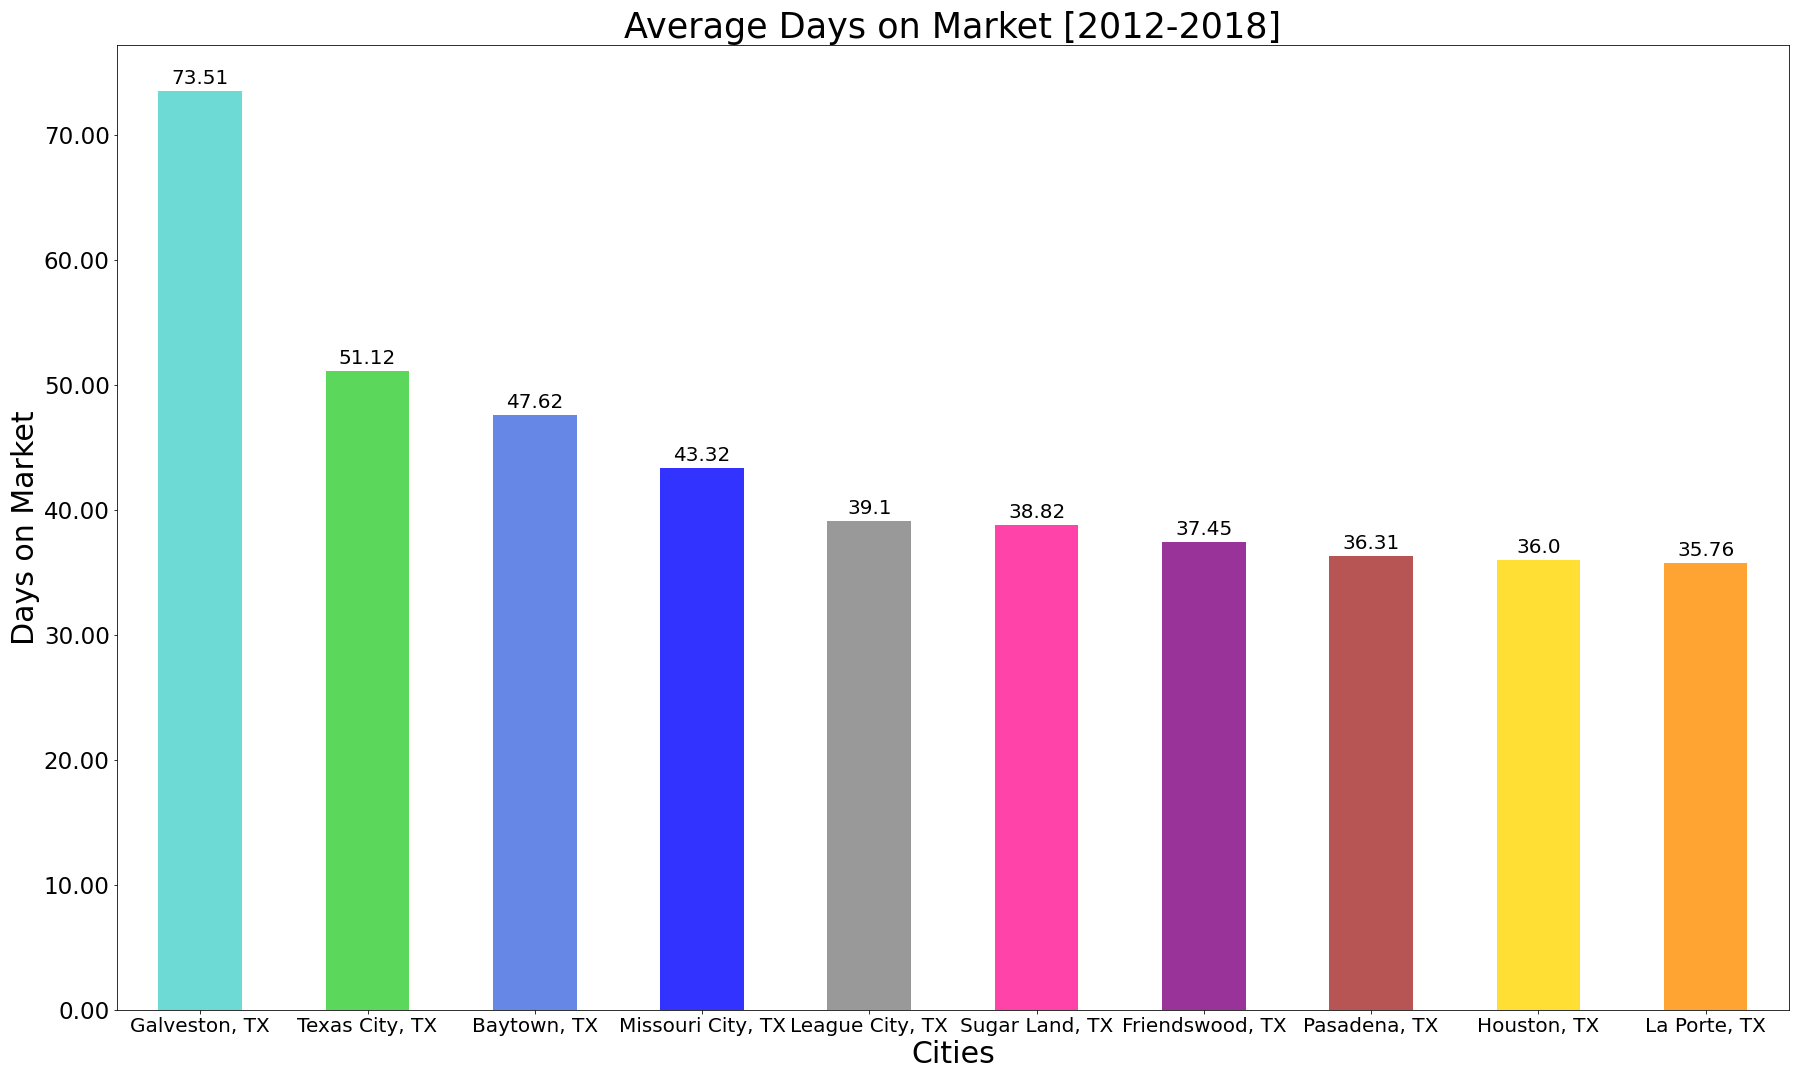 Average Days on Market [2012-2018]
73.51
51.12
47.62
43.32
39.1
38.82
37.45
36.31
36.0
35.76
70.00
60.00
50.00
40.00
30.00
20.00
10.00
0.00
Days on Market
Galveston, TX
Texas City, TX
Baytown, TX
Missouri City, TX
League City, TX
Sugar Land, TX
Friendswood, TX
Pasadena, TX
Houston, TX
La Porte, TX
Cities